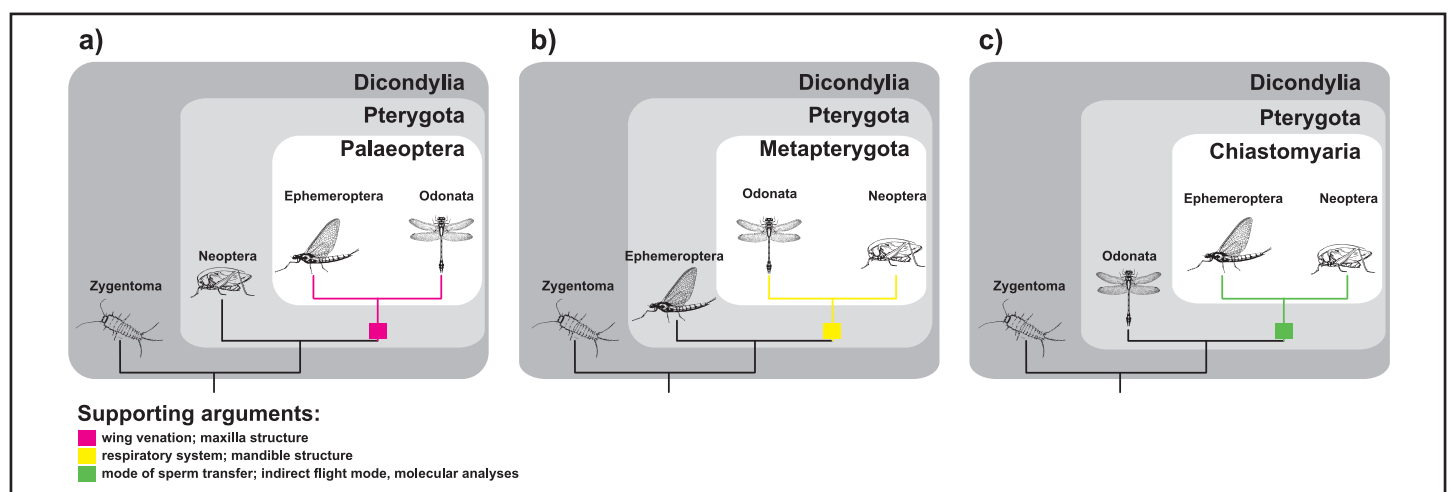 a)
Dicondylia
Pterygota
Palaeoptera
Ephemeroptera
Odonata
Neoptera
Zygentoma
b)
Dicondylia
Pterygota
Metapterygota
Odonata
Neoptera
Ephemeroptera
Zygentoma
c)
Dicondylia
Pterygota
Chiastomyaria
Ephemeroptera
Neoptera
Odonata
Zygentoma
Supporting arguments:
wing venation; maxilla structure
respiratory system; mandible structure
mode of sperm transfer; indirect flight mode, molecular analyses